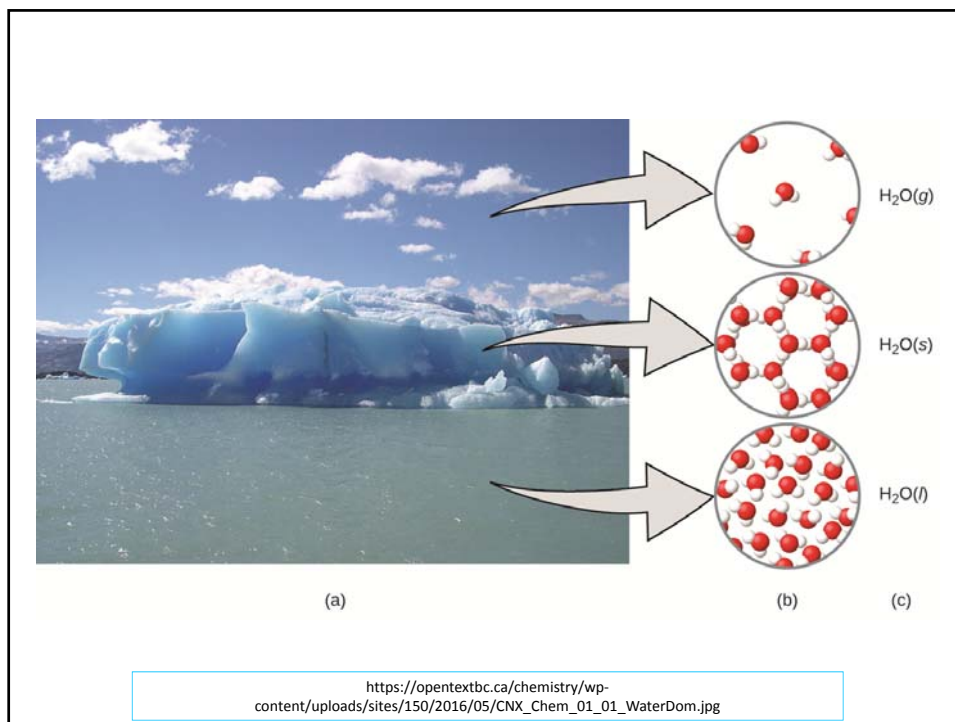 H₂O(g)
H₂O(s)
H₂O(l)
(a) (b) (c)
https://opentextbc.ca/chemistry/wp-
content/uploads/sites/150/2016/05/CNX_Chem_01_01_WaterDom.jpg